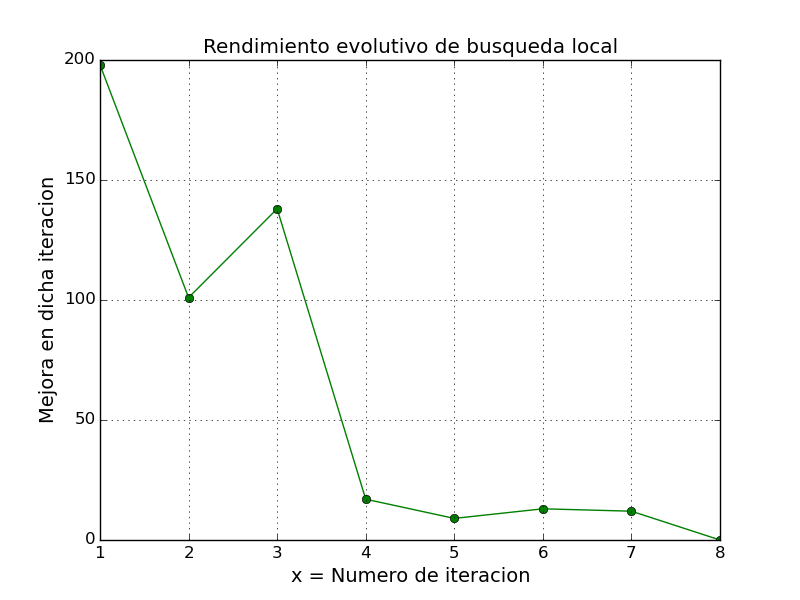 Rendimiento evolutivo de busqueda local
200
150
100
50
0
Mejora en dicha iteracion
1 2 3 4 5 6 7 8
x = Numero de iteracion